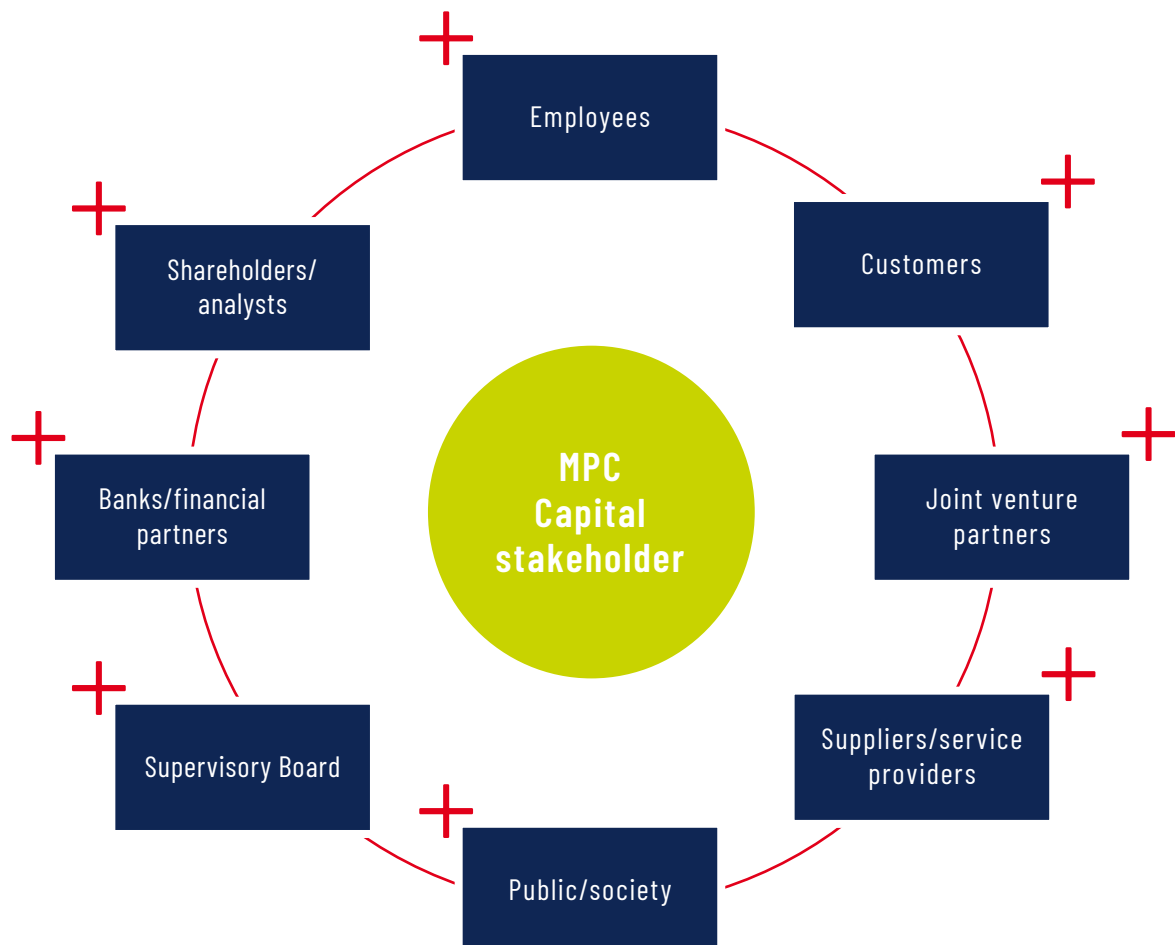 Employees
Customers
Shareholders/
analysts
MPC
Capital
stakeholder
Banks/financial
partners
Joint venture
partners
Suppliers/service
providers
Supervisory Board
Public/society